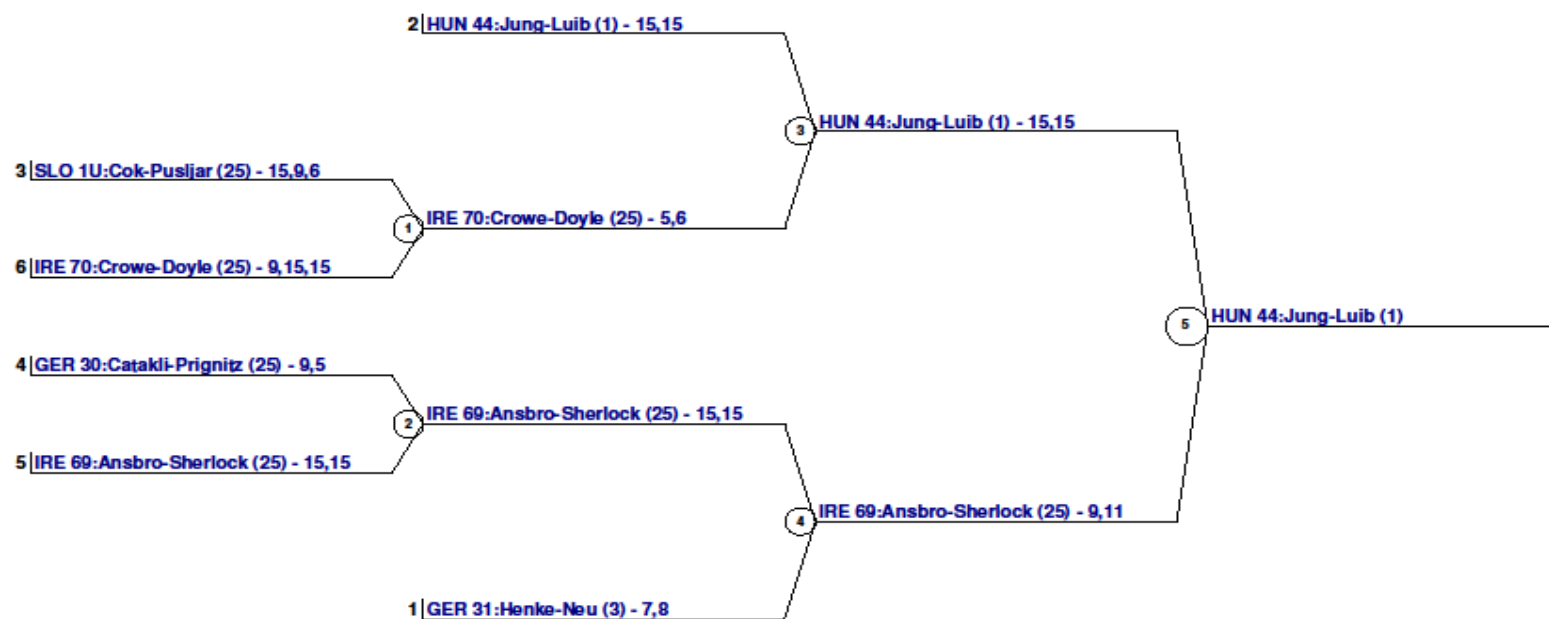 2 HUN 44:Jung-Luib (1) - 15,15
3 HUN 44:Jung-Luib (1) - 15,15
3 SLO 1U:Cok-Pusljar (25) - 15,9,6
1 IRE 70:Crowe-Doyle (25) - 5,6
6 IRE 70:Crowe-Doyle (25) - 9,15,15
5 HUN 44:Jung-Luib (1)
4 GER 30:Catakli-Prignitz (25) - 9,5
2 IRE 69:Ansbro-Sherlock (25) - 15,15
5 IRE 69:Ansbro-Sherlock (25) - 15,15
4 IRE 69:Ansbro-Sherlock (25) - 9,11
1 GER 31:Henke-Neu (3) - 7,8